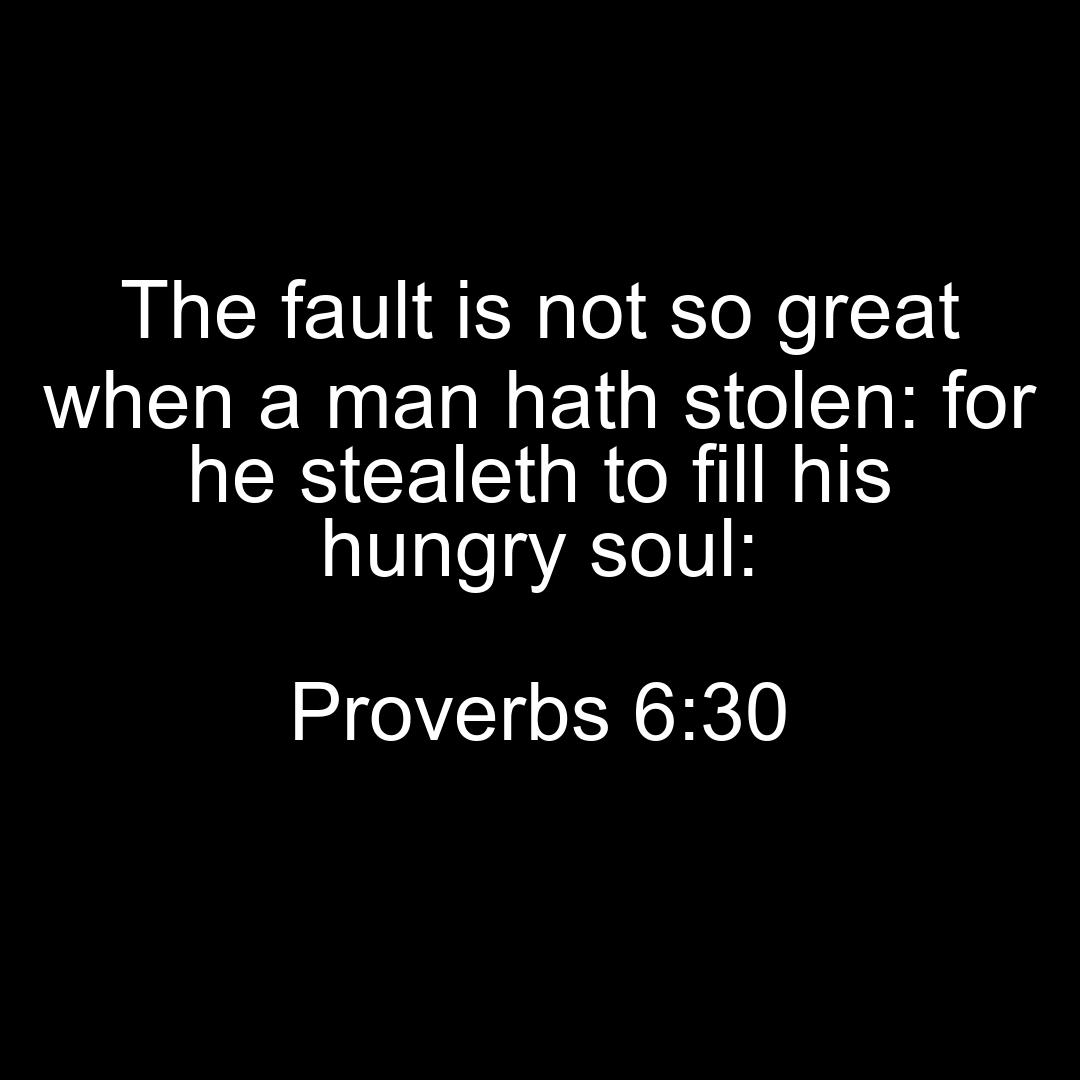 The fault is not so great
when a man hath stolen: for
he stealeth to fill his
hungry soul:
Proverbs 6:30